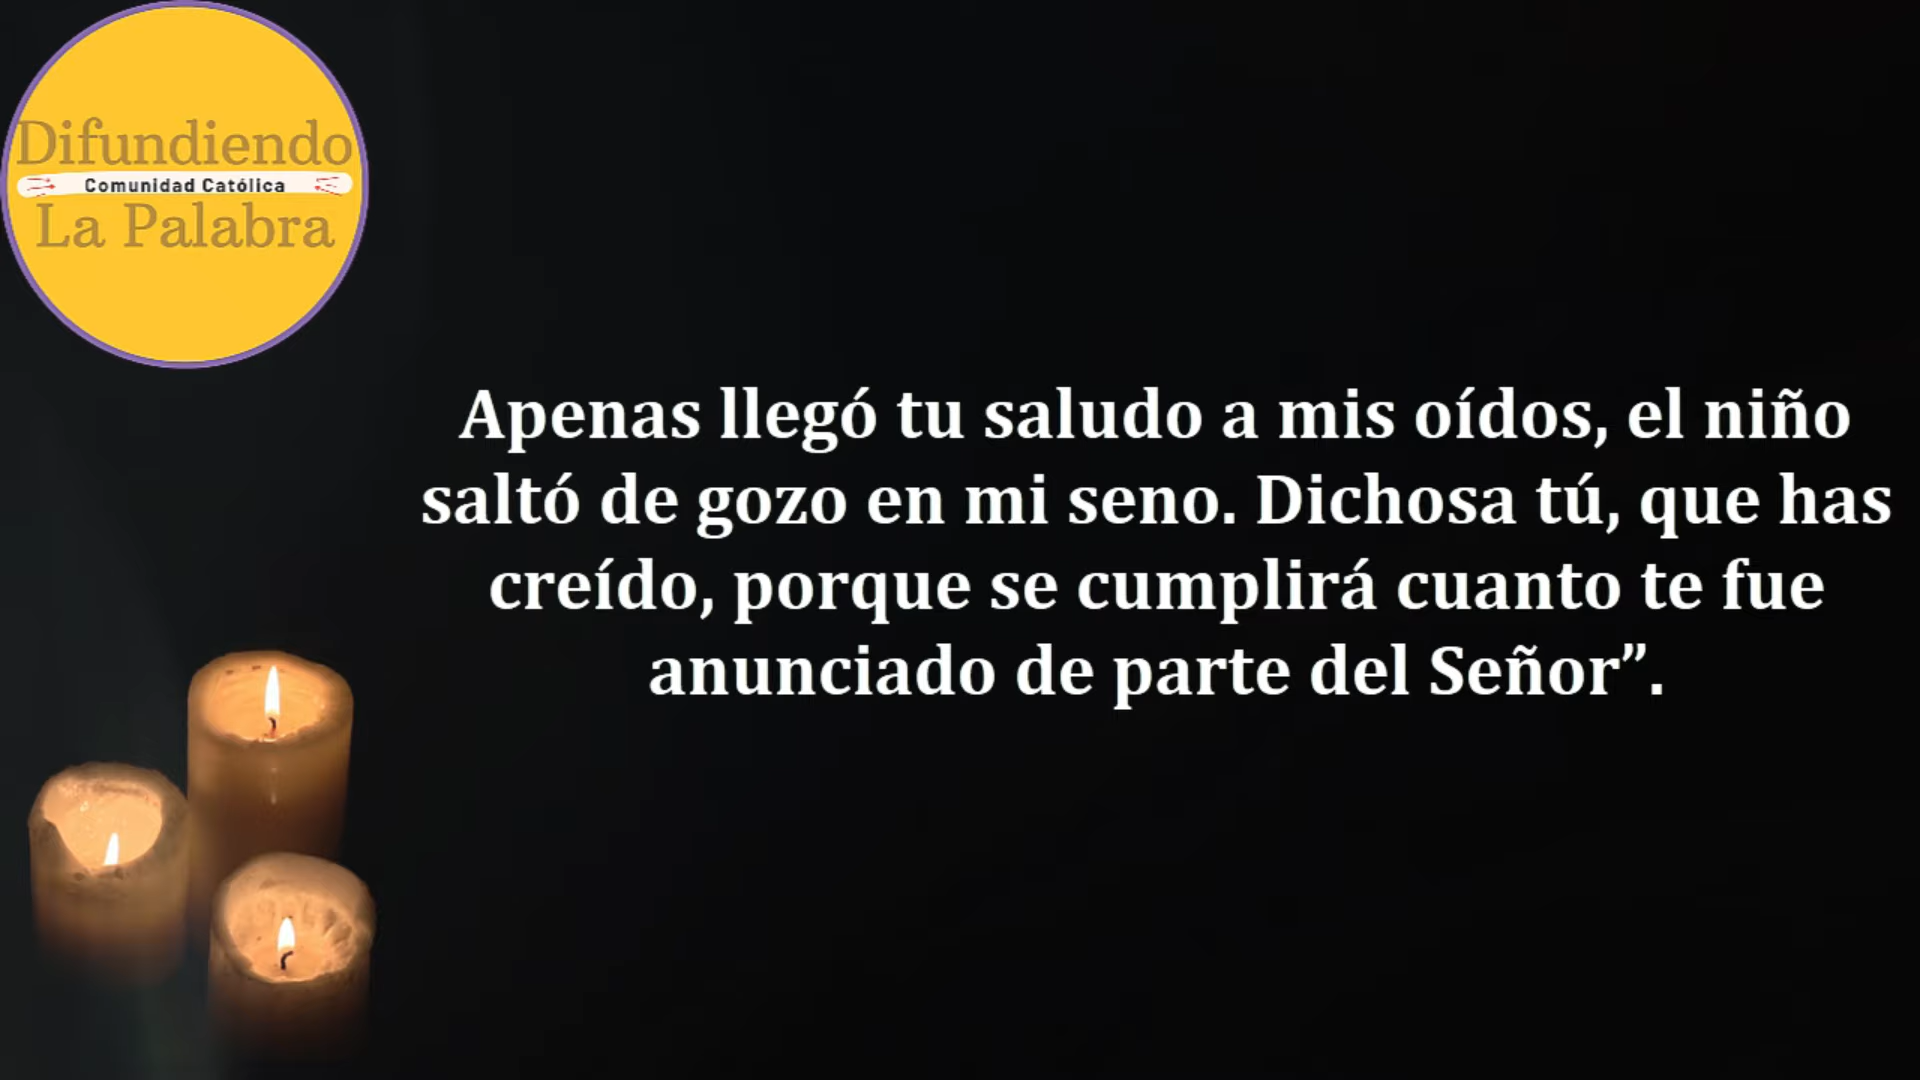 Difundiendo
Comunidad Católica
La Palabra
Apenas llegó tu saludo a mis oídos, el niño
saltó de gozo en mi seno. Dichosa tú, que has
creído, porque se cumplirá cuanto te fue
anunciado de parte del Señor”.